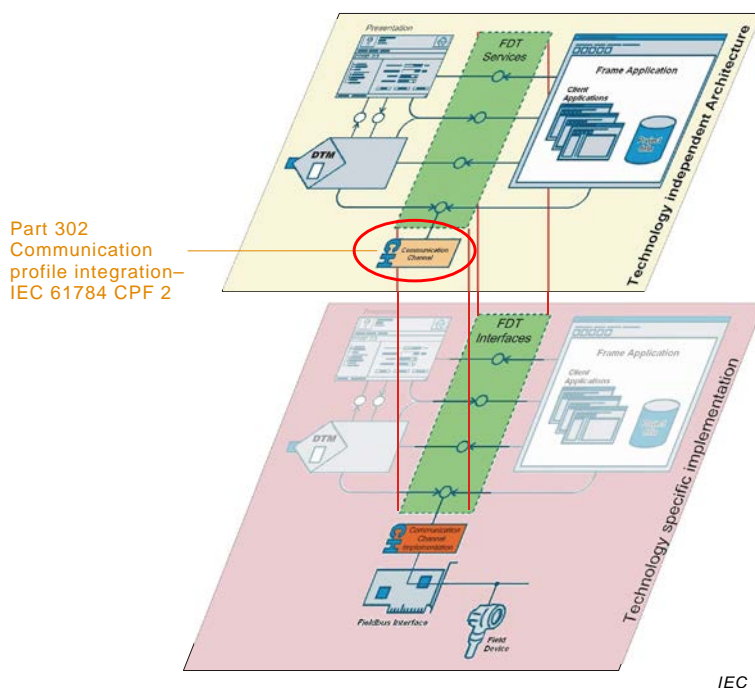 Presentation
FDT
Services
Frame Application
Client
Applications
DTM
Technology independent Architecture
Part 302
Communication
profile integration–
IEC 61784 CPF 2
CH
Communication
Channel
FDT
Interfaces
Frame Application
Client
Applications
DTM
Technology specific implementation
CH
Communication
Channel
Implementation
Fieldbus Interface
Field
Device
IEC